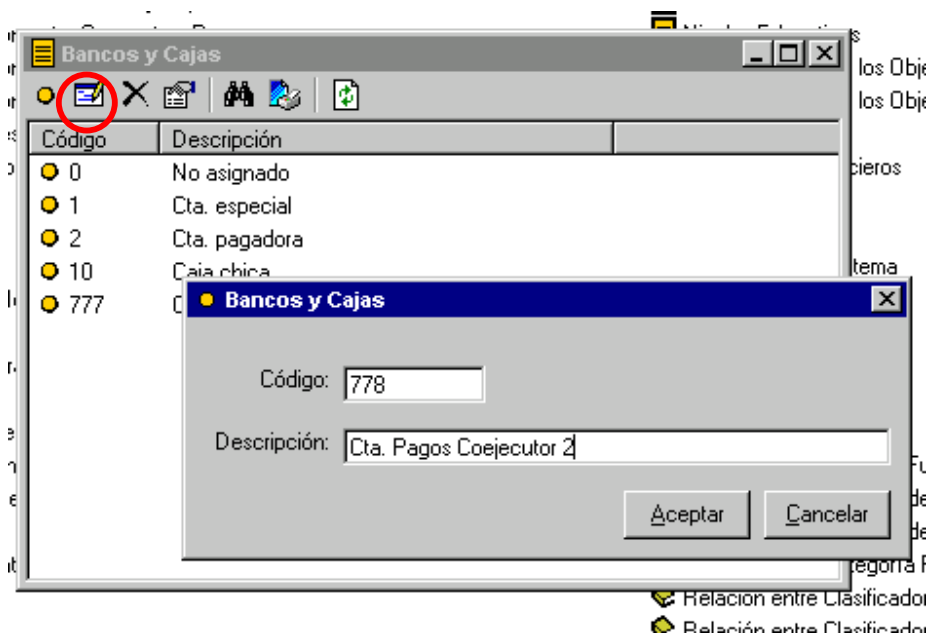 Bancos y Cajas
los Obje
los Obje
Código Descripción
0 No asignado
cieros
1 Cta. especial
2 Cta. pagadora
10 Caja chica
tema
777
Bancos y Cajas
Código: 778
Descripción: Cta. Pagos Coejecutor 2
Aceptar Cancelar
Relación entre Clasificador
Relación entre Clasificador